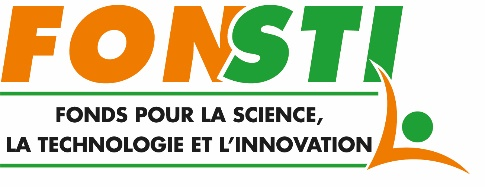 FONSTI
FONDS POUR LA SCIENCE,
LA TECHNOLOGIE ET L'INNOVATION